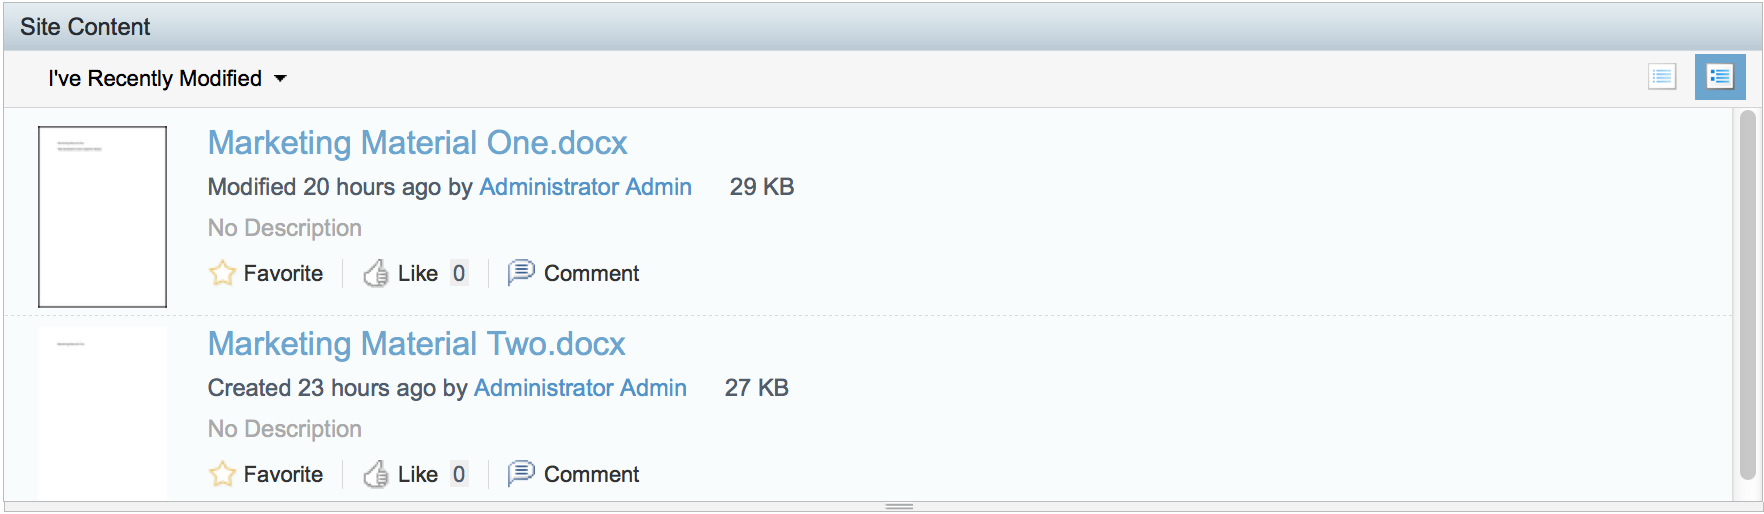 Site Content
I've Recently Modified
Marketing Material One.docx
Modified 20 hours ago by Administrator Admin 29 KB
No Description
Favorite Like 0 Comment
Marketing Material Two.docx
Created 23 hours ago by Administrator Admin 27 KB
No Description
Favorite Like 0 Comment